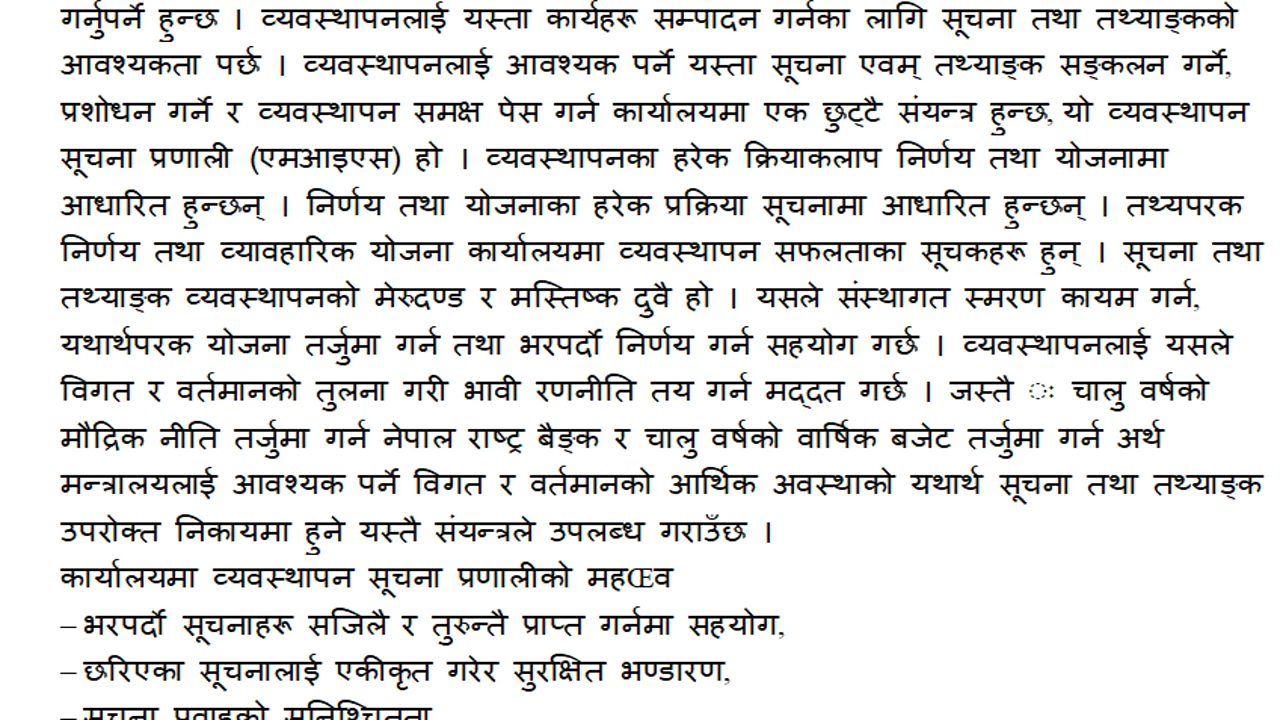 गर्नुपर्ने हुन्छ । व्यवस्थापनलाई यस्ता कार्यहरू सम्पादन गर्नका लागि सूचना तथा तथ्याङ्कको
आवश्यकता पर्छ । व्यवस्थापनलाई आवश्यक पर्ने यस्ता सूचना एवम् तथ्याङ्क सङ्कलन गर्ने,
प्रशोधन गर्ने र व्यवस्थापन समक्ष पेस गर्न कार्यालयमा एक छुट्टै संयन्त्र हुन्छ, यो व्यवस्थापन
सूचना प्रणाली (एमआइएस) हो । व्यवस्थापनका हरेक क्रियाकलाप निर्णय तथा योजनामा
आधारित हुन्छन् । निर्णय तथा योजनाका हरेक प्रक्रिया सूचनामा आधारित हुन्छन् । तथ्यपरक
निर्णय तथा व्यावहारिक योजना कार्यालयमा व्यवस्थापन सफलताका सूचकहरू हुन् । सूचना तथा
तथ्याङ्क व्यवस्थापनको मेरुदण्ड र मस्तिष्क दुवै हो । यसले संस्थागत स्मरण कायम गर्न,
यथार्थपरक योजना तर्जुमा गर्न तथा भरपर्दो निर्णय गर्न सहयोग गर्छ । व्यवस्थापनलाई यसले
विगत र वर्तमानको तुलना गरी भावी रणनीति तय गर्न मद्दत गर्छ । जस्तै ः चालु वर्षको
मौद्रिक नीति तर्जुमा गर्न नेपाल राष्ट्र बैङ्क र चालु वर्षको वार्षिक बजेट तर्जुमा गर्न अर्थ
मन्त्रालयलाई आवश्यक पर्ने विगत र वर्तमानको आर्थिक अवस्थाको यथार्थ सूचना तथा तथ्याङ्क
उपरोक्त निकायमा हुने यस्तै संयन्त्रले उपलब्ध गराउँछ ।
कार्यालयमा व्यवस्थापन सूचना प्रणालीको महŒव
– भरपर्दो सूचनाहरू सजिलै र तुरुन्तै प्राप्त गर्नमा सहयोग,
– छरिएका सूचनालाई एकीकृत गरेर सुरक्षित भण्डारण,
– सूचना प्रवाहको सुनिश्चितता